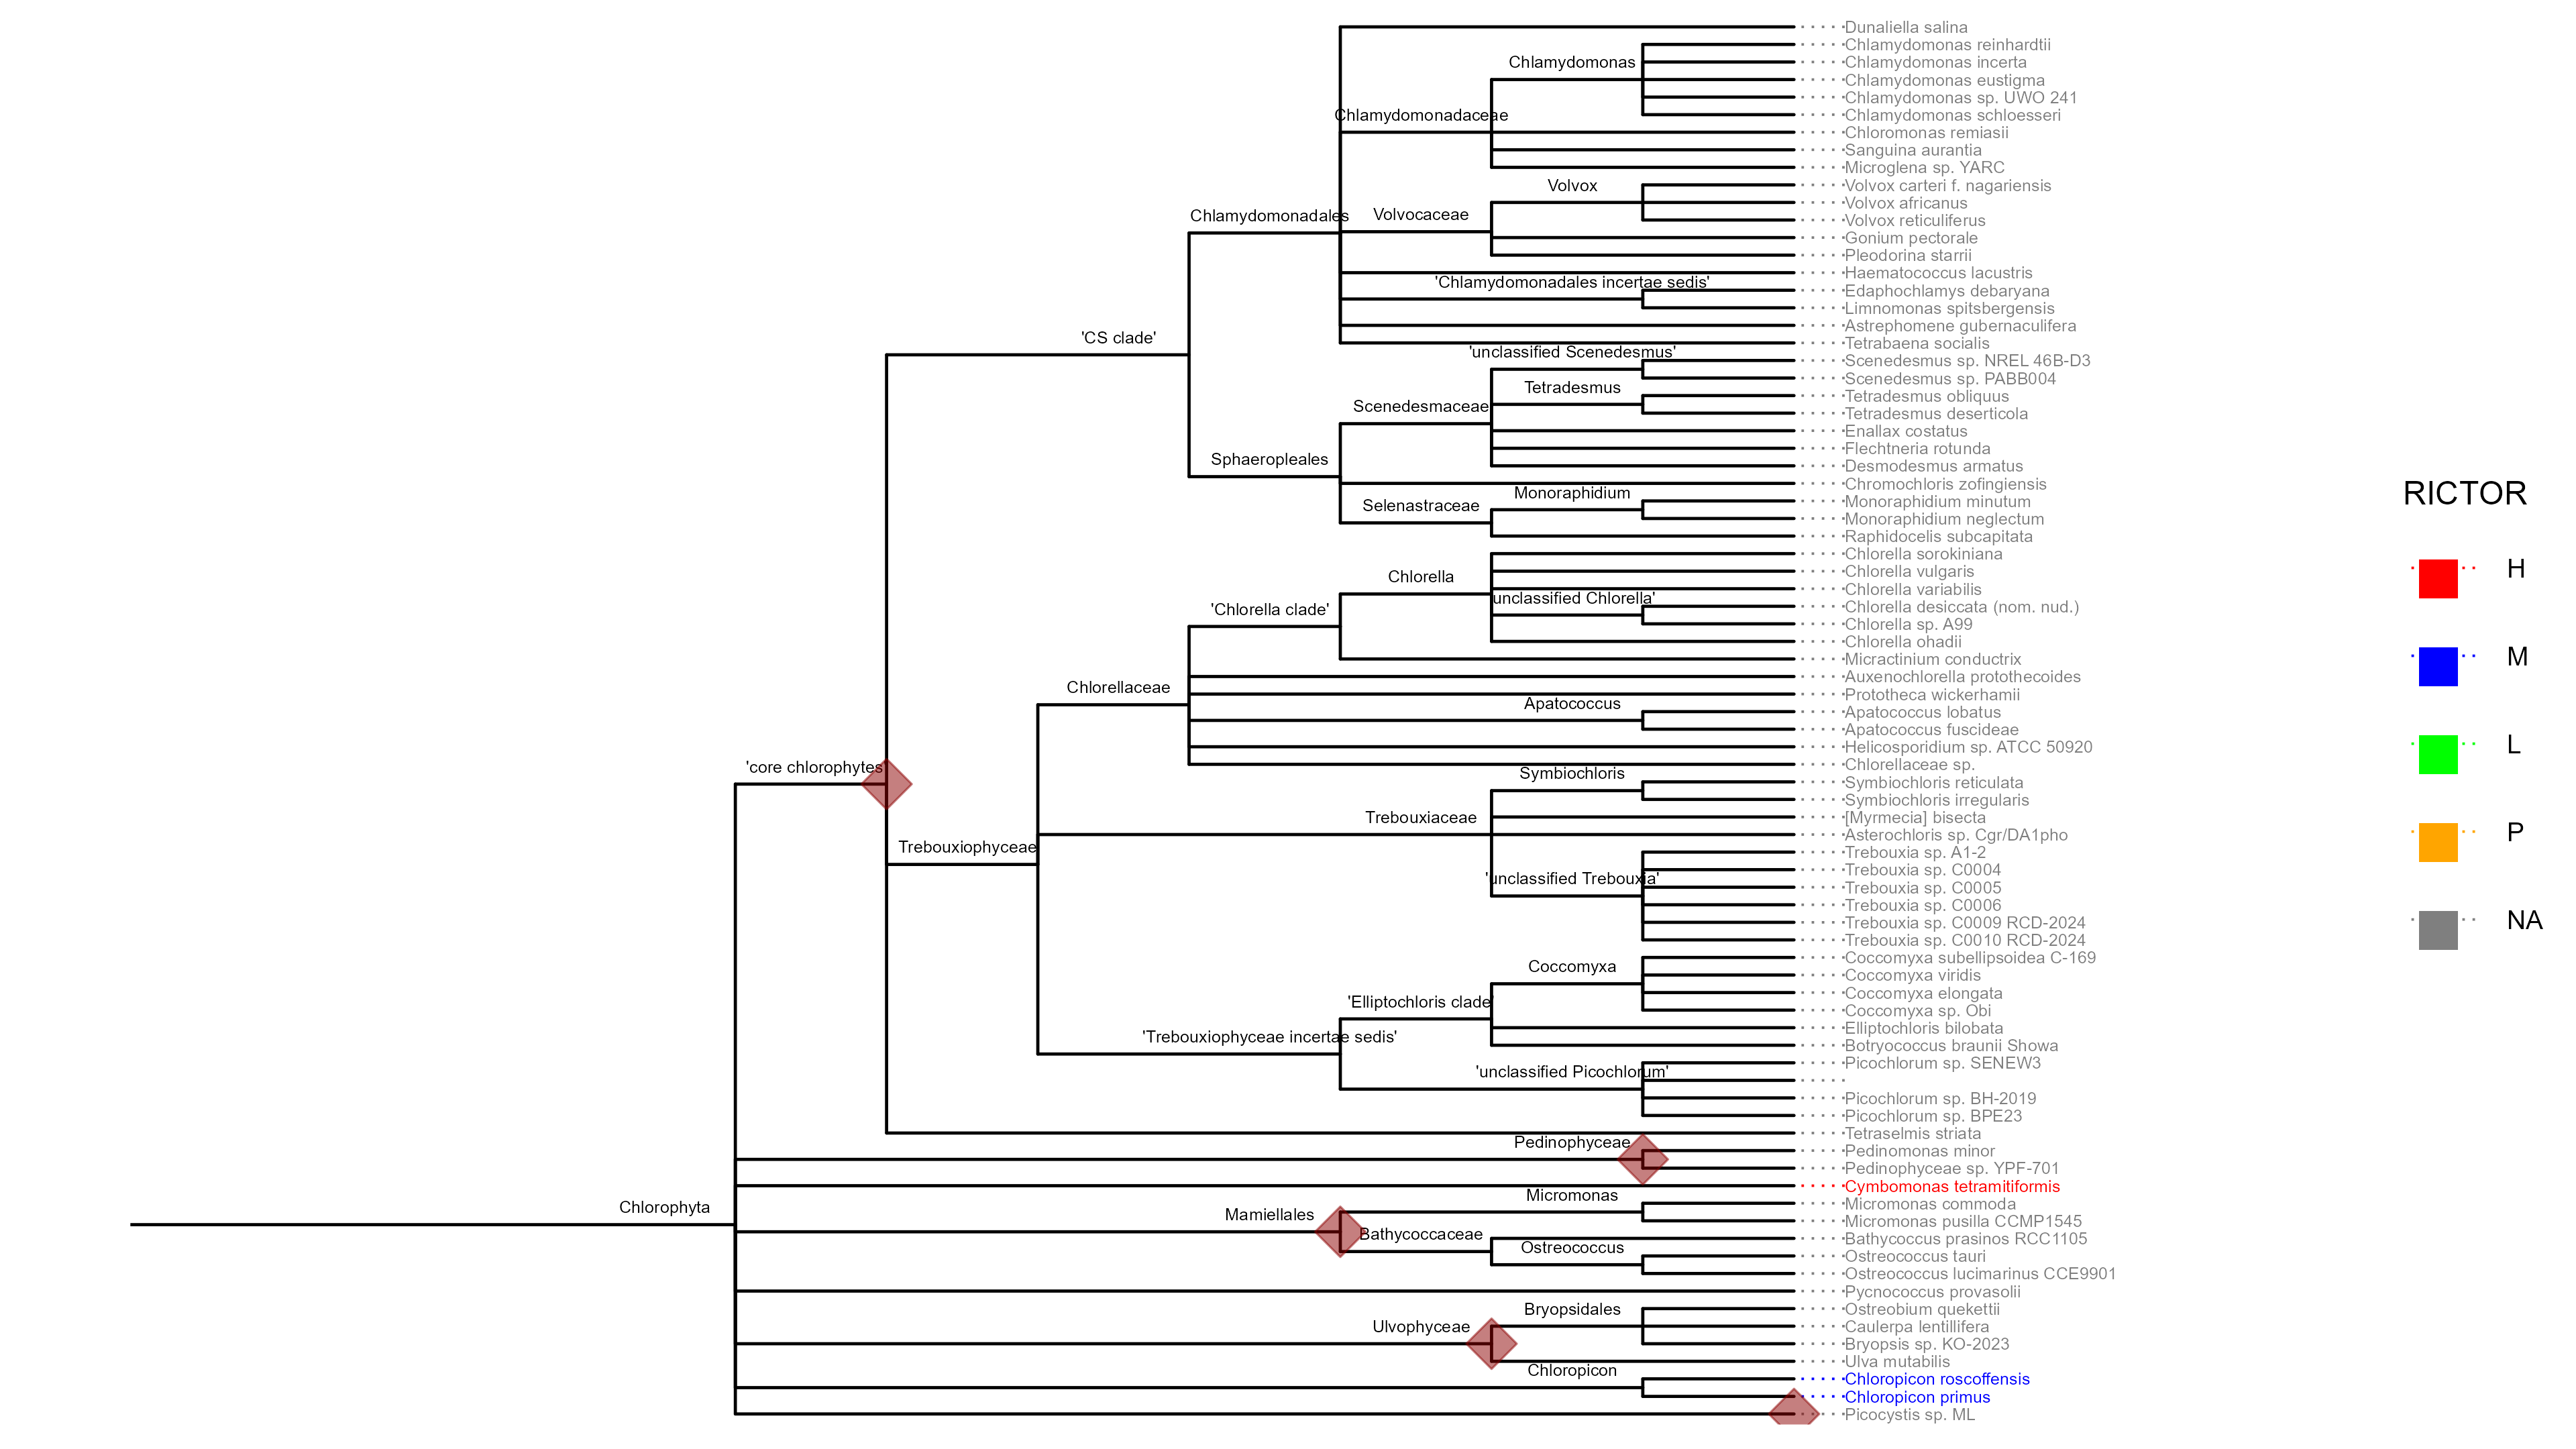 Dunaliella salina
Chlamydomonas reinhardtii
Chlamydomonas
Chlamydomonas incerta
Chlamydomonas eustigma
Chlamydomonas sp. UWO 241
Chlamydomonadaceae
Chlamydomonas schloesseri
Chloromonas remiasii
Sanguina aurantia
Microglena sp. YARC
Volvox
Volvox carteri f. nagariensis
Volvox africanus
Chlamydomonadales
Volvocaceae
Volvox reticuliferus
Gonium pectorale
Pleodorina starrii
Haematococcus lacustris
'Chlamydomonadales incertae sedis'
Edaphochlamys debaryana
Limnomonas spitsbergensis
Astrephomene gubernaculifera
'CS clade'
Tetrabaena socialis
'unclassified Scenedesmus'
Scenedesmus sp. NREL 46B-D3
Scenedesmus sp. PABB004
Tetradesmus
Tetradesmus obliquus
Scenedesmaceae
Tetradesmus deserticola
Enallax costatus
Flechtneria rotunda
Sphaeropleales
Desmodesmus armatus
Chromochloris zofingiensis
Monoraphidium
Monoraphidium minutum
Selenastraceae
Monoraphidium neglectum
Raphidocelis subcapitata
Chlorella sorokiniana
Chlorella
Chlorella vulgaris
Chlorella variabilis
'unclassified Chlorella'
'Chlorella clade'
Chlorella desiccata (nom. nud.)
Chlorella sp. A99
Chlorella ohadii
Micractinium conductrix
Auxenochlorella protothecoides
Chlorellaceae
Prototheca wickerhamii
Apatococcus
Apatococcus lobatus
Apatococcus fuscideae
Helicosporidium sp. ATCC 50920
'core chlorophytes'
Chlorellaceae sp.
Symbiochloris
Symbiochloris reticulata
Symbiochloris irregularis
Trebouxiaceae
[Myrmecia] bisecta
Asterochloris sp. Cgr/DA1pho
Trebouxiophyceae
Trebouxia sp. A1-2
Trebouxia sp. C0004
'unclassified Trebouxia'
Trebouxia sp. C0005
Trebouxia sp. C0006
Trebouxia sp. C0009 RCD-2024
Trebouxia sp. C0010 RCD-2024
Coccomyxa subellipsoidea C-169
Coccomyxa
Coccomyxa viridis
Coccomyxa elongata
'Elliptochloris clade'
Coccomyxa sp. Obi
Elliptochloris bilobata
'Trebouxiophyceae incertae sedis'
Botryococcus braunii Showa
Picochlorum sp. SENEW3
'unclassified Picochlorum'
Picochlorum sp. BH-2019
Picochlorum sp. BPE23
Tetraselmis striata
Pedinophyceae
Pedinomonas minor
Pedinophyceae sp. YPF-701
Cymbomonas tetramitiformis
Micromonas
Chlorophyta
Micromonas commoda
Mamiellales
Micromonas pusilla CCMP1545
Bathycoccaceae
Bathycoccus prasinos RCC1105
Ostreococcus
Ostreococcus tauri
Ostreococcus lucimarinus CCE9901
Pycnococcus provasolii
Bryopsidales
Ostreobium quekettii
Ulvophyceae
Caulerpa lentillifera
Bryopsis sp. KO-2023
Ulva mutabilis
Chloropicon
Chloropicon roscoffensis
Chloropicon primus
Picocystis sp. ML
RICTOR
H
M
L
P
NA